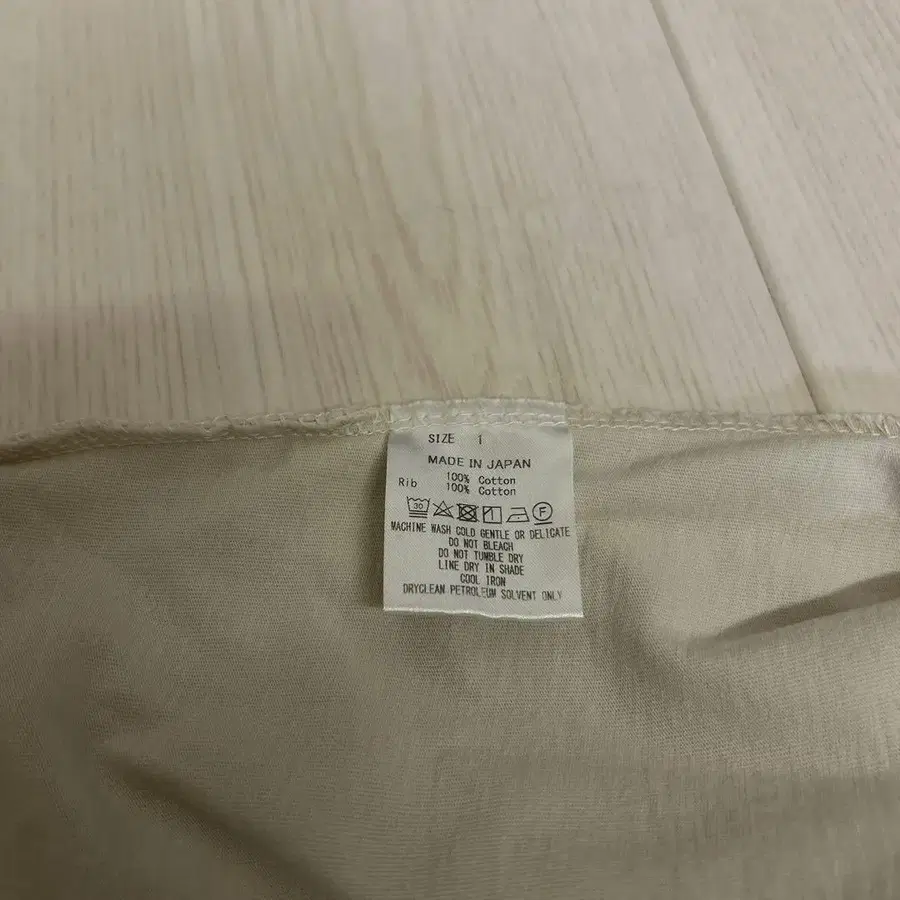 SIZE 1
MADE IN JAPAN
100% Cotton
Rib 100% Cotton
30
MACHINE WASH COLD GENTLE OR DELICATE
DO NOT BLEACH
DO NOT TUMBLE DRY
LINE DRY IN SHADE
COOL IRON
DRYCLEAN PETROLEUM SOLVENT ONLY